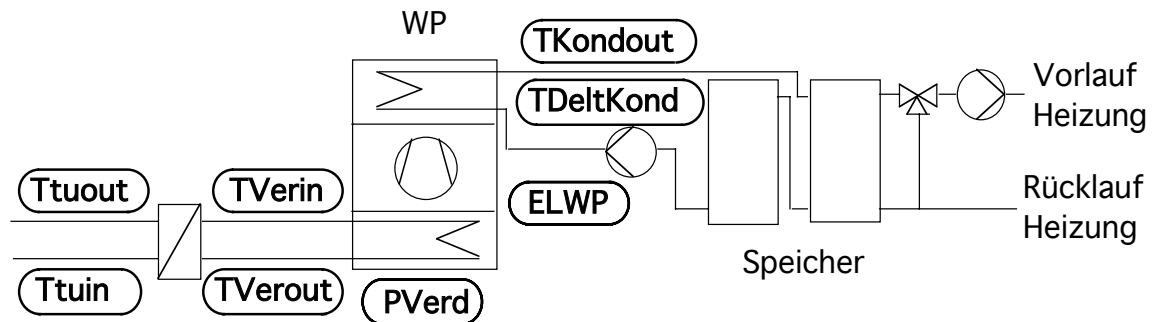 WP
TKondout
TDeltKond
Vorlauf
Heizung
Ttuout
TVerin
ELWP
Rücklauf
Heizung
Speicher
Ttuin
TVerout
PVerd